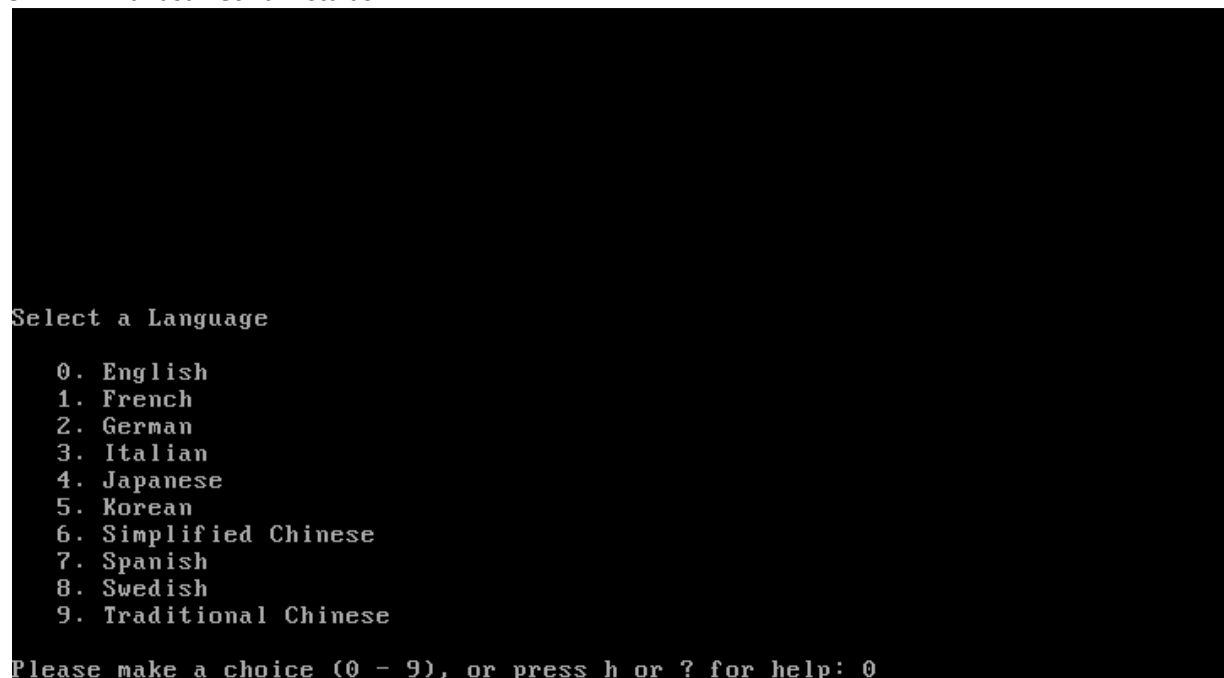 Select a Language
0. English
1. French
2. German
3. Italian
4. Japanese
5. Korean
6. Simplified Chinese
7. Spanish
8. Swedish
9. Traditional Chinese
Please make a choice (0 - 9), or press h or ? for help: 0